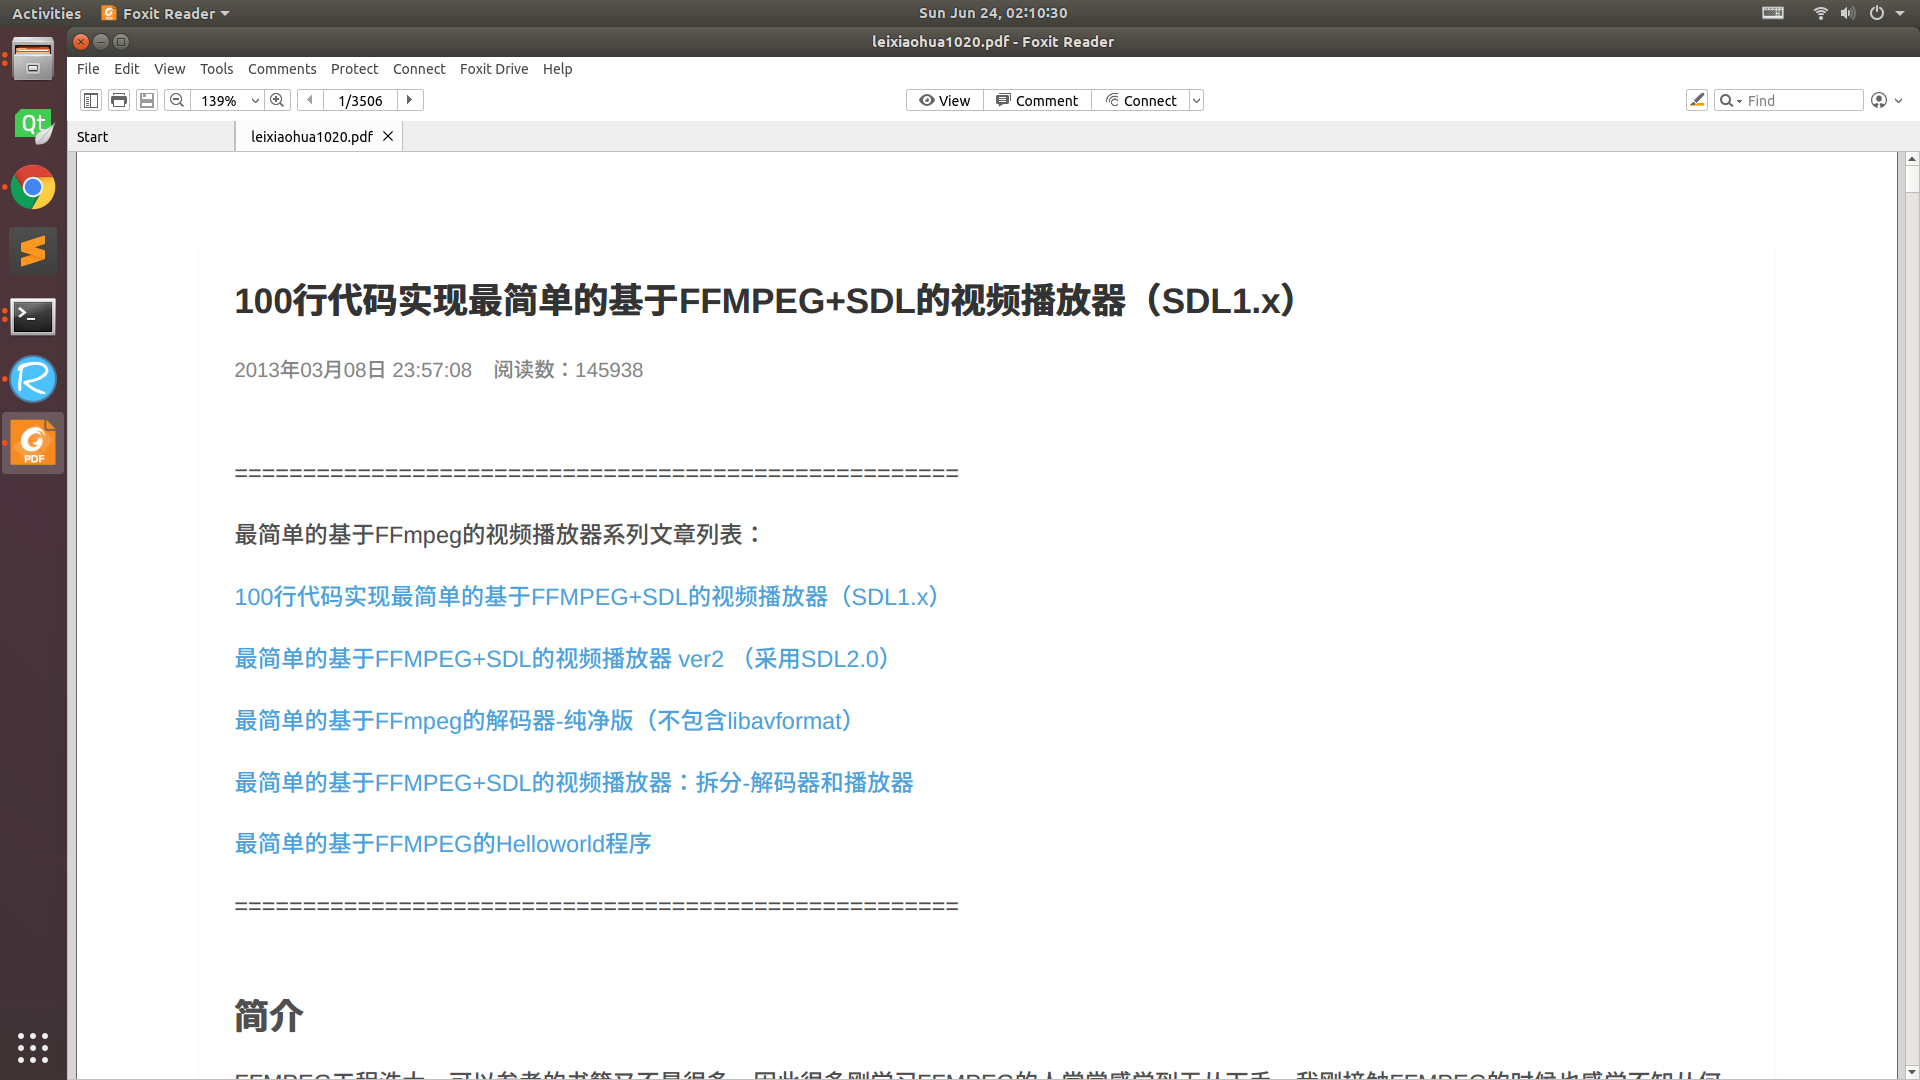 Activities Foxit Reader Sun Jun 24, 02:10:30
leixiaohua1020.pdf - Foxit Reader
File Edit View Tools Comments Protect Connect Foxit Drive Help
139% 1/3506 View Comment Connect Find
Start leixiaohua1020.pdf
100行代码实现最简单的基于FFMPEG+SDL的视频播放器（SDL1.x）
2013年03月08日 23:57:08 阅读数：145938
=====================================================
最简单的基于FFmpeg的视频播放器系列文章列表：
100行代码实现最简单的基于FFMPEG+SDL的视频播放器（SDL1.x）
最简单的基于FFMPEG+SDL的视频播放器 ver2 （采用SDL2.0）
最简单的基于FFmpeg的解码器-纯净版（不包含libavformat）
最简单的基于FFMPEG+SDL的视频播放器：拆分-解码器和播放器
最简单的基于FFMPEG的Helloworld程序
=====================================================
简介
Qt
PDF